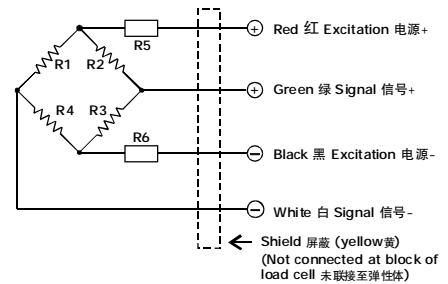 R1
R2
R5
R4
R3
R6
Red 红 Excitation 电源+
Green 绿 Signal 信号+
Black 黑 Excitation 电源-
White 白 Signal 信号-
Shield 屏蔽 (yellow黄)
(Not connected at block of
load cell 未联接至弹性体)